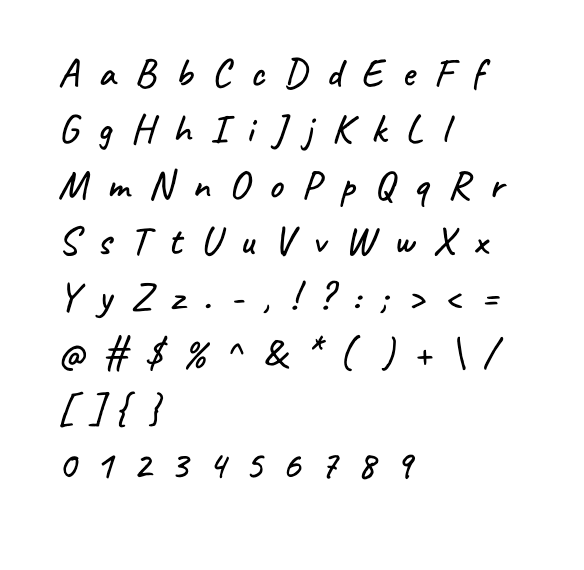 A a B b C c D d E e F f
G g H h I i J j K k L l
M m N n O o P p Q q R r
S s T t U u V v W w X x
Y y Z z . - , ! ? : ; > < =
@ # $ % ^ & * ( ) + \ /
[ ] { }
0 1 2 3 4 5 6 7 8 9